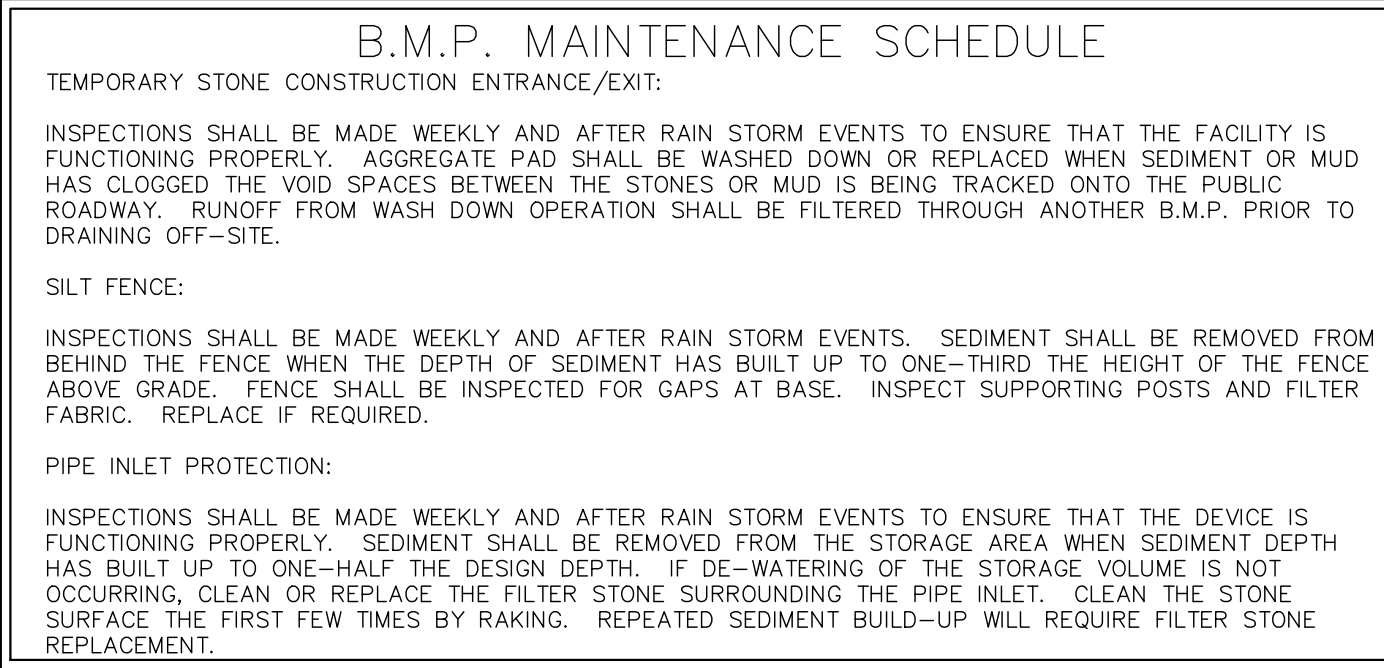 B.M.P. MAINTENANCE SCHEDULE
TEMPORARY STONE CONSTRUCTION ENTRANCE/EXIT:
INSPECTIONS SHALL BE MADE WEEKLY AND AFTER RAIN STORM EVENTS TO ENSURE THAT THE FACILITY IS
FUNCTIONING PROPERLY.  AGGREGATE PAD SHALL BE WASHED DOWN OR REPLACED WHEN SEDIMENT OR MUD
HAS CLOGGED THE VOID SPACES BETWEEN THE STONES OR MUD IS BEING TRACKED ONTO THE PUBLIC
ROADWAY.  RUNOFF FROM WASH DOWN OPERATION SHALL BE FILTERED THROUGH ANOTHER B.M.P. PRIOR TO
DRAINING OFF-SITE.
SILT FENCE:
INSPECTIONS SHALL BE MADE WEEKLY AND AFTER RAIN STORM EVENTS.  SEDIMENT SHALL BE REMOVED FROM
BEHIND THE FENCE WHEN THE DEPTH OF SEDIMENT HAS BUILT UP TO ONE-THIRD THE HEIGHT OF THE FENCE
ABOVE GRADE.  FENCE SHALL BE INSPECTED FOR GAPS AT BASE.  INSPECT SUPPORTING POSTS AND FILTER
FABRIC.  REPLACE IF REQUIRED.
PIPE INLET PROTECTION:
INSPECTIONS SHALL BE MADE WEEKLY AND AFTER RAIN STORM EVENTS TO ENSURE THAT THE DEVICE IS
FUNCTIONING PROPERLY.  SEDIMENT SHALL BE REMOVED FROM THE STORAGE AREA WHEN SEDIMENT DEPTH
HAS BUILT UP TO ONE-HALF THE DESIGN DEPTH.  IF DE-WATERING OF THE STORAGE VOLUME IS NOT
OCCURRING, CLEAN OR REPLACE THE FILTER STONE SURROUNDING THE PIPE INLET.  CLEAN THE STONE
SURFACE THE FIRST FEW TIMES BY RAKING.  REPEATED SEDIMENT BUILD-UP WILL REQUIRE FILTER STONE
REPLACEMENT.